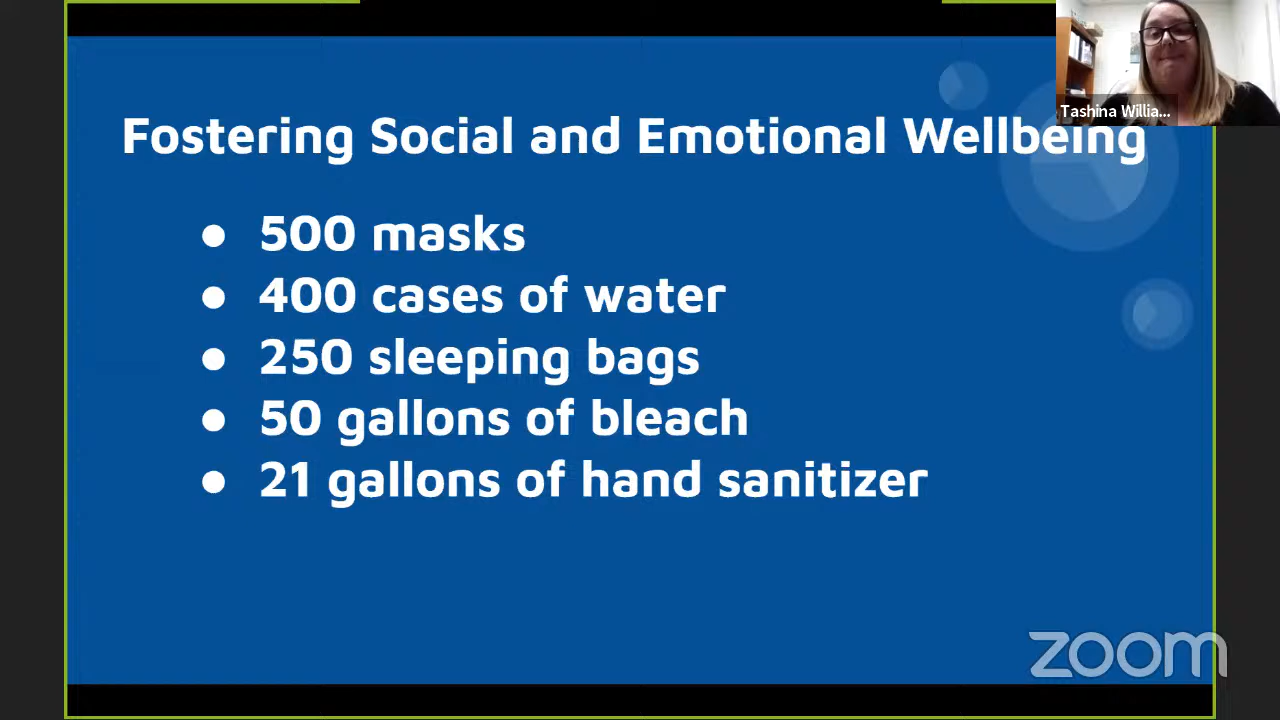 Tashina Willia...
Fostering Social and Emotional Wellbeing
● 500 masks
● 400 cases of water
● 250 sleeping bags
● 50 gallons of bleach
● 21 gallons of hand sanitizer
zoom